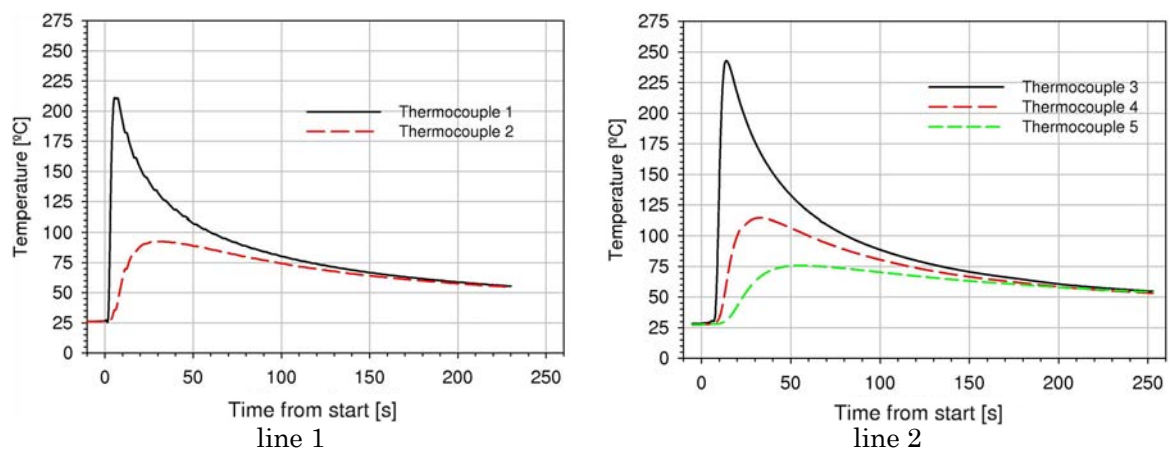 275
250
225
200
175
150
125
100
75
50
25
0
Temperature [ºC]
Thermocouple 1
Thermocouple 2
0 50 100 150 200 250
Time from start [s]
line 1
275
250
225
200
175
150
125
100
75
50
25
0
Temperature [ºC]
Thermocouple 3
Thermocouple 4
Thermocouple 5
0 50 100 150 200 250
Time from start [s]
line 2